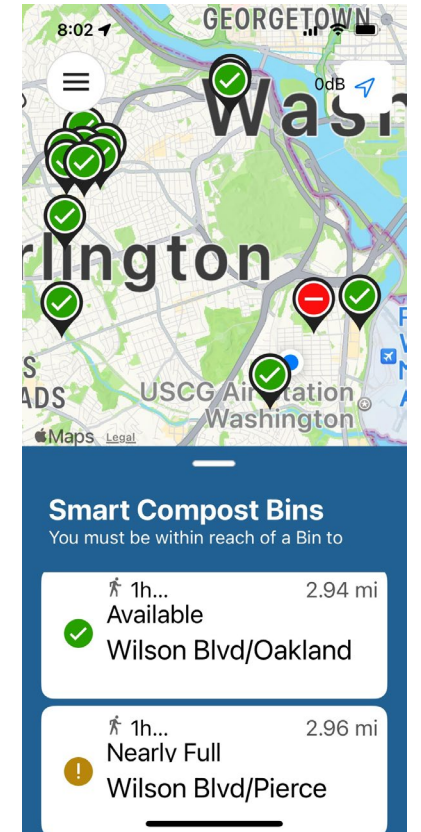 GEORGETOWN
8:02
0dB
Wash
rlington
S
ADS
USCG Air Station
Washington
Maps Legal
Smart Compost Bins
You must be within reach of a Bin to
1h... 2.94 mi
Available
Wilson Blvd/Oakland
1h... 2.96 mi
Nearly Full
Wilson Blvd/Pierce